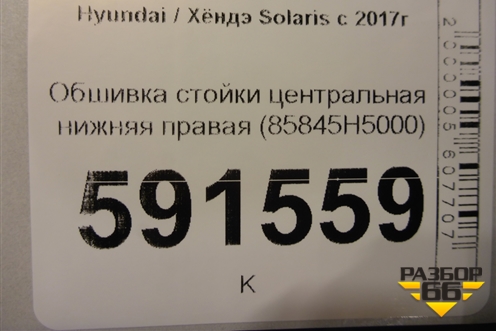 Hyundai / Хёндэ Solaris с 2017г
Обшивка стойки центральная
нижняя правая (85845H5000)
591559
К
2000005607707
РАЗБОР
66